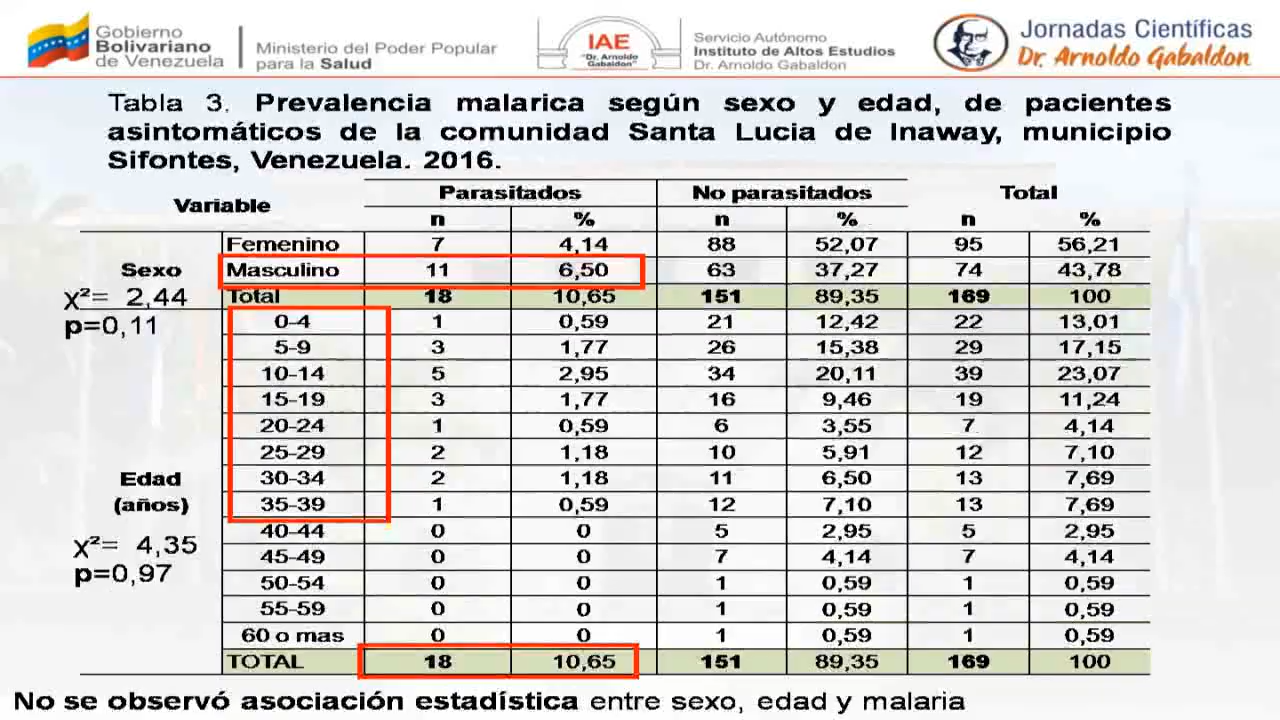 Gobierno
Bolivariano
de Venezuela
Ministerio del Poder Popular
para la Salud
IAE
"Dr. Arnoldo
Gabaldon"
Servicio Autónomo
Instituto de Altos Estudios
Dr. Arnoldo Gabaldon
Jornadas Científicas
Dr. Arnoldo Gabaldon
Tabla 3. Prevalencia malarica según sexo y edad, de pacientes
asintomáticos de la comunidad Santa Lucia de Inaway, municipio
Sifontes, Venezuela. 2016.
Variable Parasitados No parasitados Total
n % n % n %
Femenino 7 4,14 88 52,07 95 56,21
Sexo Masculino 11 6,50 63 37,27 74 43,78
χ²= 2,44 Total 18 10,65 151 89,35 169 100
p=0,11 0-4 1 0,59 21 12,42 22 13,01
5-9 3 1,77 26 15,38 29 17,15
10-14 5 2,95 34 20,11 39 23,07
15-19 3 1,77 16 9,46 19 11,24
20-24 1 0,59 6 3,55 7 4,14
25-29 2 1,18 10 5,91 12 7,10
Edad 30-34 2 1,18 11 6,50 13 7,69
(años) 35-39 1 0,59 12 7,10 13 7,69
40-44 0 0 5 2,95 5 2,95
χ²= 4,35 45-49 0 0 7 4,14 7 4,14
p=0,97 50-54 0 0 1 0,59 1 0,59
55-59 0 0 1 0,59 1 0,59
60 o mas 0 0 1 0,59 1 0,59
TOTAL 18 10,65 151 89,35 169 100
No se observó asociación estadística entre sexo, edad y malaria